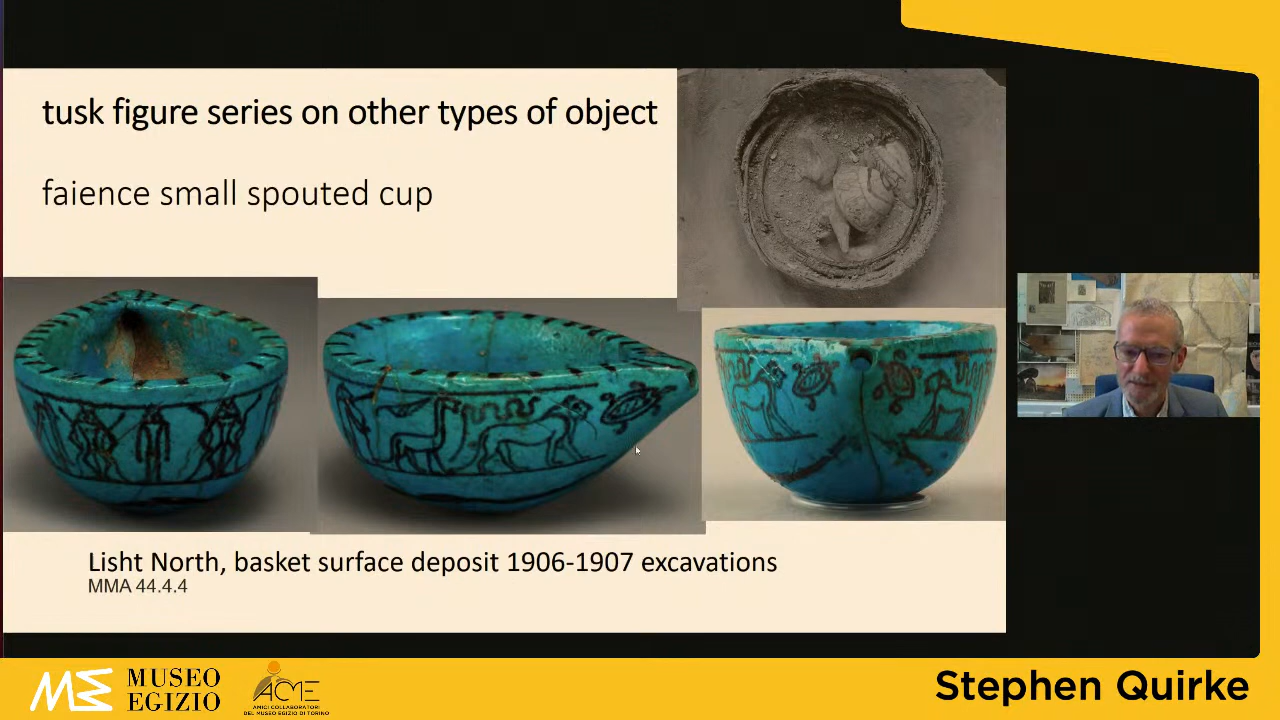 tusk figure series on other types of object
faience small spouted cup
Lisht North, basket surface deposit 1906-1907 excavations
MMA 44.4.4
MUSEO
EGIZIO
ACME
AMICI COLLABORATORI
DEL MUSEO EGIZIO DI TORINO
Stephen Quirke